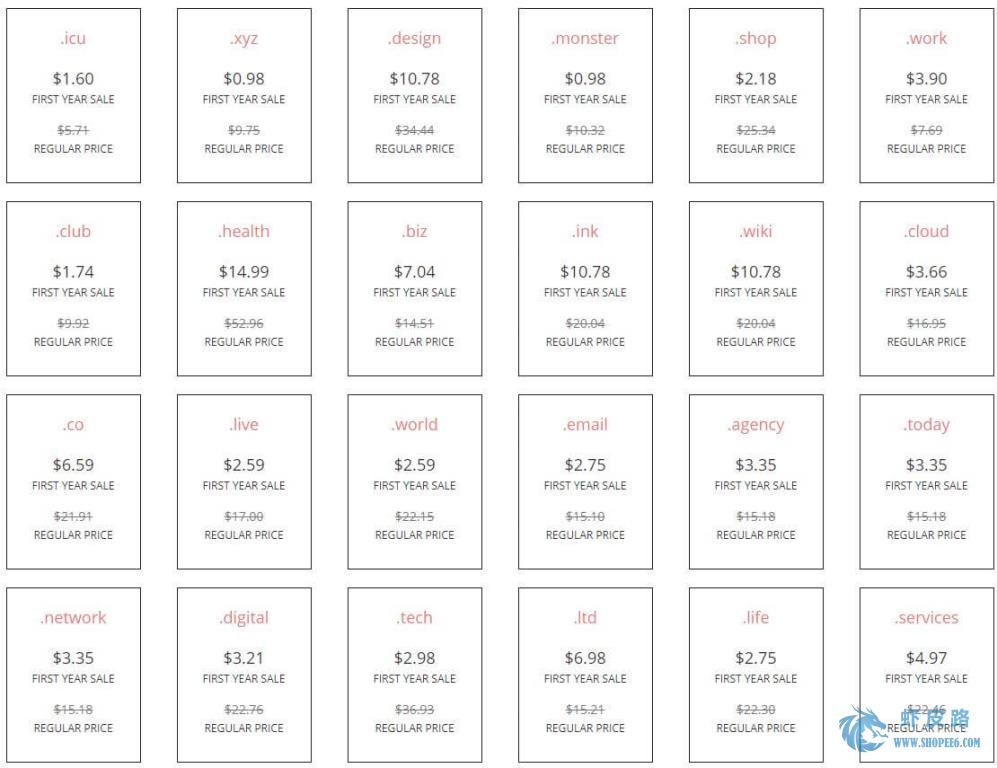 .icu
$1.60
FIRST YEAR SALE
$5.71
REGULAR PRICE
.xyz
$0.98
FIRST YEAR SALE
$9.75
REGULAR PRICE
.design
$10.78
FIRST YEAR SALE
$34.44
REGULAR PRICE
.monster
$0.98
FIRST YEAR SALE
$10.32
REGULAR PRICE
.shop
$2.18
FIRST YEAR SALE
$25.34
REGULAR PRICE
.work
$3.90
FIRST YEAR SALE
$7.69
REGULAR PRICE
.club
$1.74
FIRST YEAR SALE
$9.92
REGULAR PRICE
.health
$14.99
FIRST YEAR SALE
$52.96
REGULAR PRICE
.biz
$7.04
FIRST YEAR SALE
$14.51
REGULAR PRICE
.ink
$10.78
FIRST YEAR SALE
$20.04
REGULAR PRICE
.wiki
$10.78
FIRST YEAR SALE
$20.04
REGULAR PRICE
.cloud
$3.66
FIRST YEAR SALE
$16.95
REGULAR PRICE
.co
$6.59
FIRST YEAR SALE
$21.91
REGULAR PRICE
.live
$2.59
FIRST YEAR SALE
$17.00
REGULAR PRICE
.world
$2.59
FIRST YEAR SALE
$22.15
REGULAR PRICE
.email
$2.75
FIRST YEAR SALE
$15.10
REGULAR PRICE
.agency
$3.35
FIRST YEAR SALE
$15.18
REGULAR PRICE
.today
$3.35
FIRST YEAR SALE
$15.18
REGULAR PRICE
.network
$3.35
FIRST YEAR SALE
$15.18
REGULAR PRICE
.digital
$3.21
FIRST YEAR SALE
$22.76
REGULAR PRICE
.tech
$2.98
FIRST YEAR SALE
$36.93
REGULAR PRICE
.ltd
$6.98
FIRST YEAR SALE
$15.21
REGULAR PRICE
.life
$2.75
FIRST YEAR SALE
$22.30
REGULAR PRICE
.services
$4.97
FIRST YEAR SALE
$22.46
REGULAR PRICE
虾皮路
WWW.SHOPEE6.COM